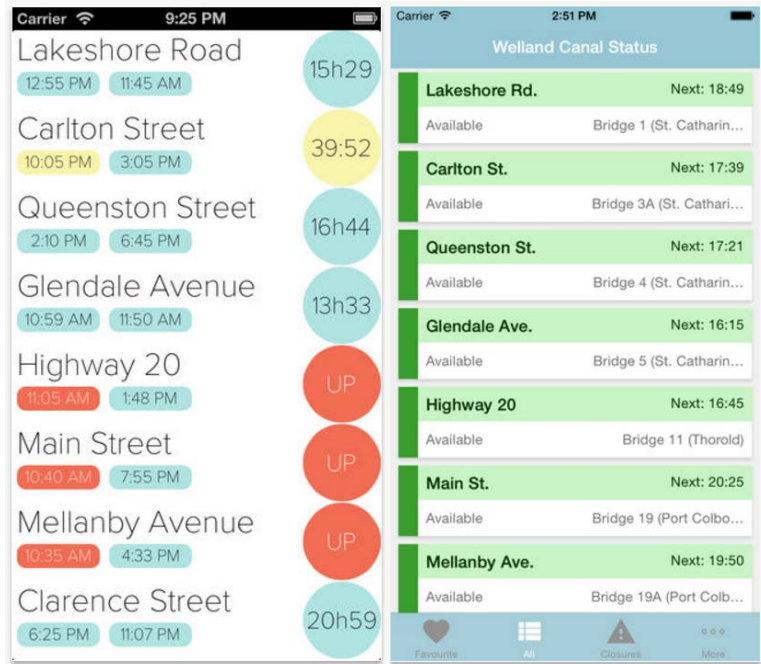 Carrier 9:25 PM
Lakeshore Road
12:55 PM 11:45 AM
15h29
Carlton Street
10:05 PM 3:05 PM
39:52
Queenston Street
2:10 PM 6:45 PM
16h44
Glendale Avenue
10:59 AM 11:50 AM
13h33
Highway 20
11:05 AM 1:48 PM
UP
Main Street
10:40 AM 7:55 PM
UP
Mellanby Avenue
10:35 AM 4:33 PM
UP
Clarence Street
6:25 PM 11:07 PM
20h59
Carrier 2:51 PM
Welland Canal Status
Lakeshore Rd. Next: 18:49
Available Bridge 1 (St. Catharin...
Carlton St. Next: 17:39
Available Bridge 3A (St. Cathari...
Queenston St. Next: 17:21
Available Bridge 4 (St. Catharin...
Glendale Ave. Next: 16:15
Available Bridge 5 (St. Catharin...
Highway 20 Next: 16:45
Available Bridge 11 (Thorold)
Main St. Next: 20:25
Available Bridge 19 (Port Colbo...
Mellanby Ave. Next: 19:50
Available Bridge 19A (Port Colb...
Favourite All Closures More